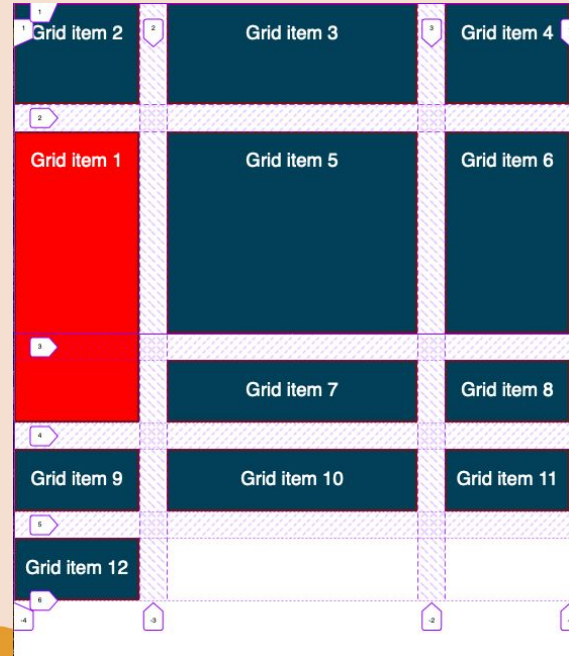 1
1 2 3
Grid item 2 Grid item 3 Grid item 4
2
Grid item 1 Grid item 5 Grid item 6
3
Grid item 7 Grid item 8
4
Grid item 9 Grid item 10 Grid item 11
5
Grid item 12
6
-4 -3 -2